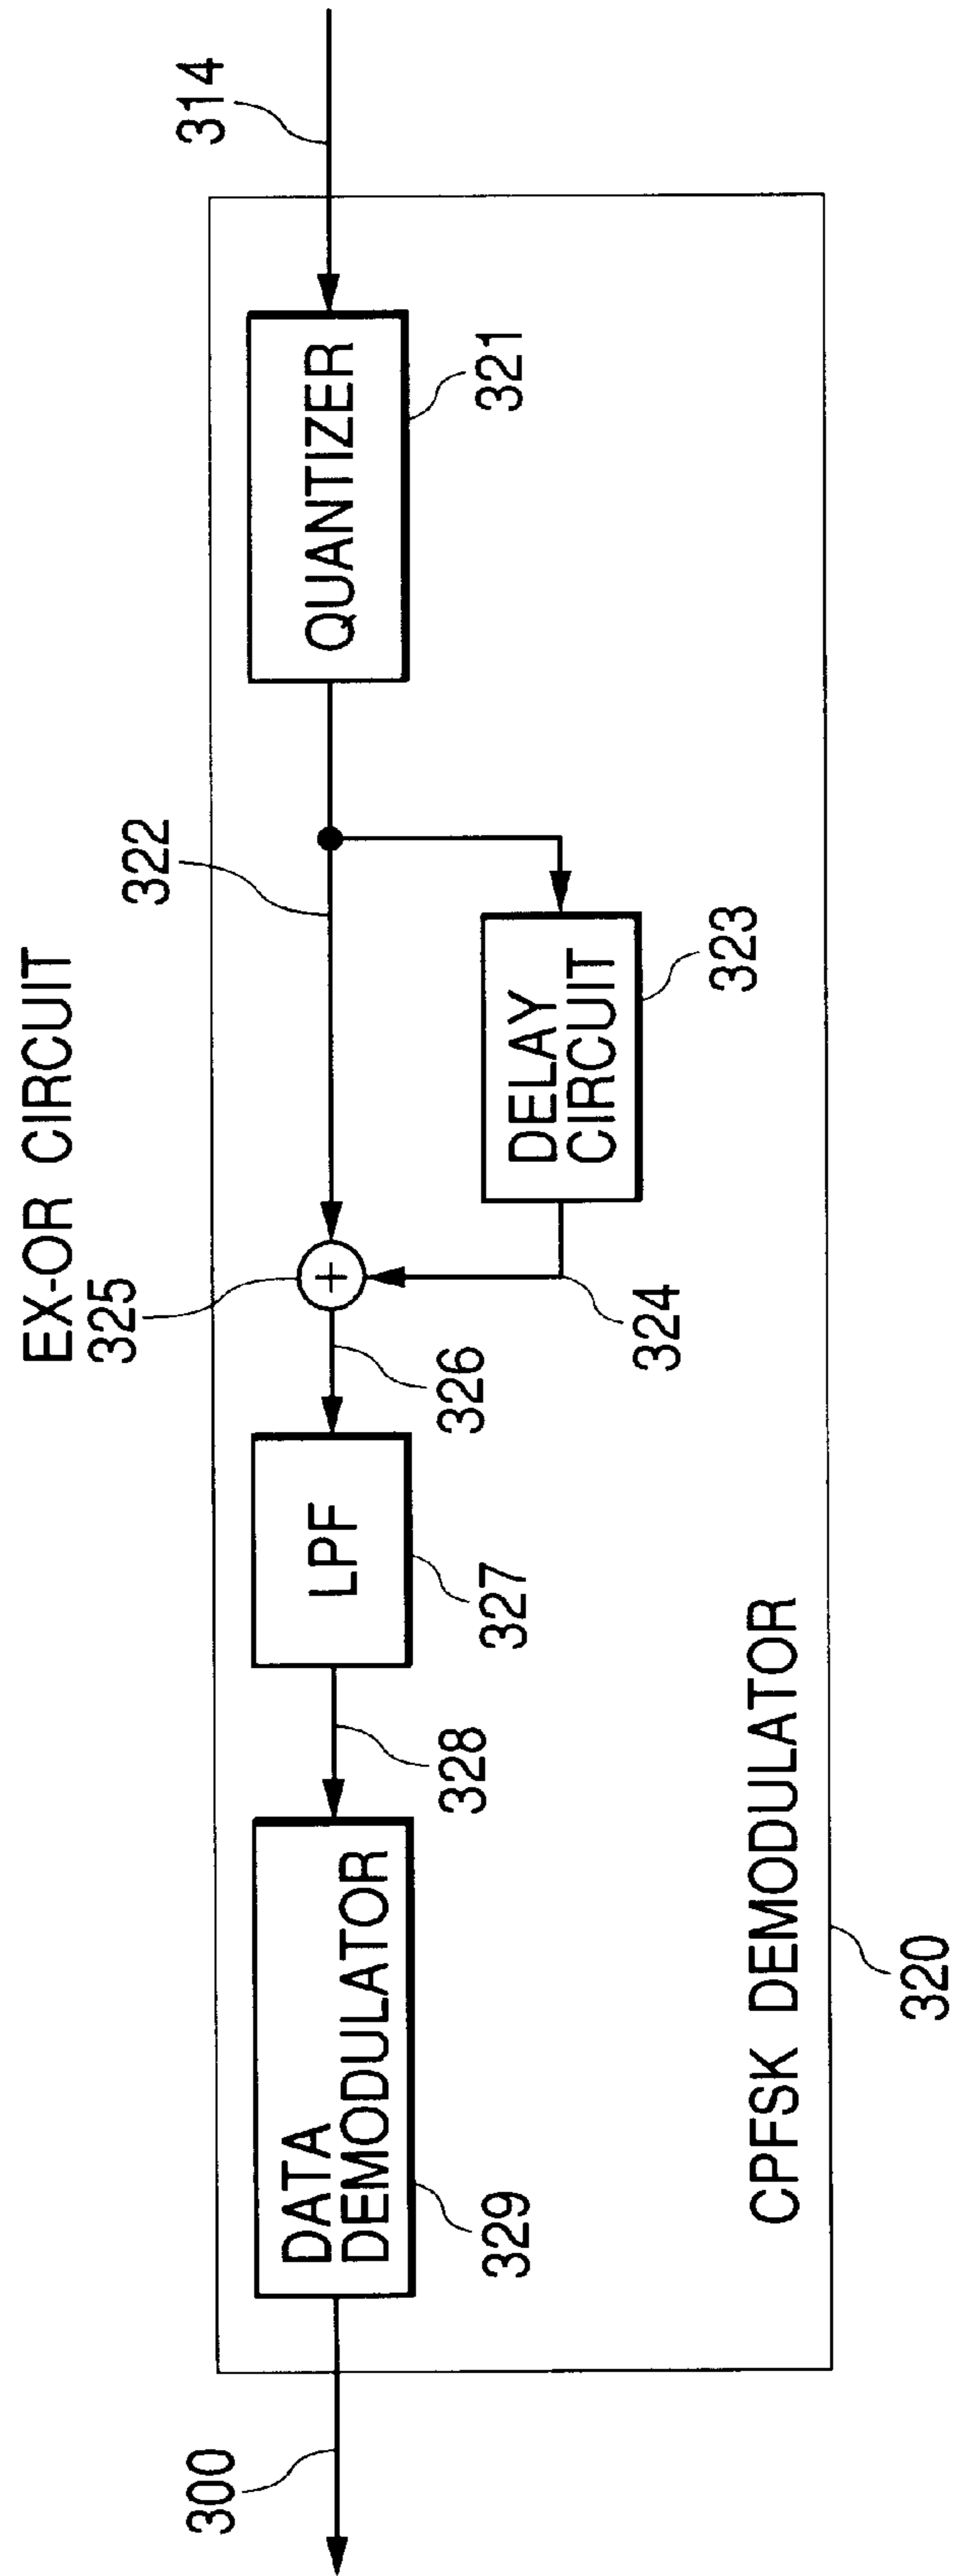 EX-OR CIRCUIT
325
300
DATA
DEMODULATOR
329
328
LPF
327
326
324
DELAY
CIRCUIT
323
322
QUANTIZER
321
314
CPFSK DEMODULATOR
320